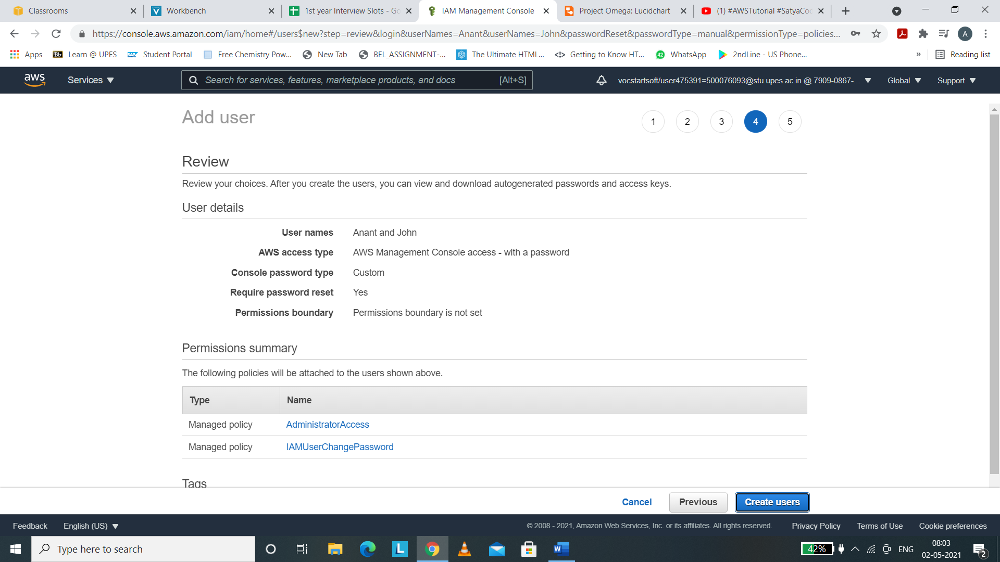 Classrooms
Workbench
1st year Interview Slots - Go
IAM Management Console
Project Omega: Lucidchart
(1) #AWSTutorial #SatyaCo
https://console.aws.amazon.com/iam/home#/users$new?step=review&login&userNames=Anant&userNames=John&passwordReset&passwordType=manual&permissionType=policies...
A
Apps
Bb Learn @ UPES
SAP Student Portal
Free Chemistry Pow...
New Tab
BEL_ASSIGNMENT-...
The Ultimate HTML...
</> Getting to Know HT...
42 WhatsApp
2ndLine - US Phone...
»
Reading list
aws
Services
Search for services, features, marketplace products, and docs [Alt+S]
vocstartsoft/user475391=500076093@stu.upes.ac.in @ 7909-0867-...
Global
Support
Add user
1 2 3 4 5
Review
Review your choices. After you create the users, you can view and download autogenerated passwords and access keys.
User details
User names Anant and John
AWS access type AWS Management Console access - with a password
Console password type Custom
Require password reset Yes
Permissions boundary Permissions boundary is not set
Permissions summary
The following policies will be attached to the users shown above.
Type Name
Managed policy AdministratorAccess
Managed policy IAMUserChangePassword
Tags
Cancel Previous Create users
Feedback English (US) © 2008 - 2021, Amazon Web Services, Inc. or its affiliates. All rights reserved. Privacy Policy Terms of Use Cookie preferences
Type here to search
L
W
42%
ENG
08:03
02-05-2021
2